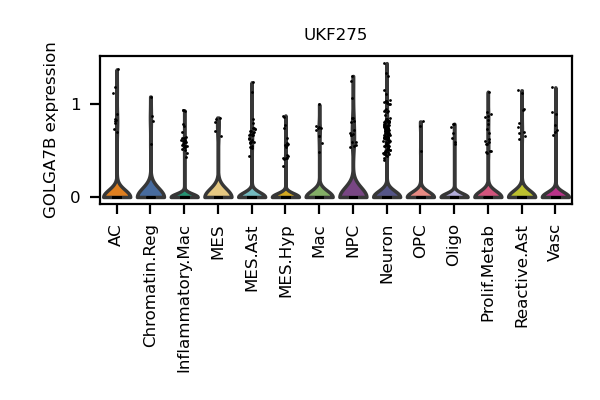 UKF275
GOLGA7B expression
1
0
AC
Chromatin.Reg
Inflammatory.Mac
MES
MES.Ast
MES.Hyp
Mac
NPC
Neuron
OPC
Oligo
Prolif.Metab
Reactive.Ast
Vasc